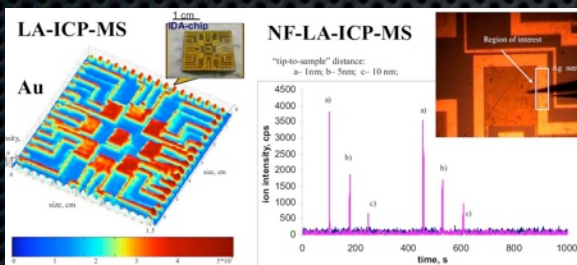 LA-ICP-MS
1 cm
IDA-chip
Au
size, cm
size, cm
1.5
0 1 2 3 4
NF-LA-ICP-MS
"tip-to-sample" distance:
a– 1nm; b– 5nm; c– 10 nm;
Region of interest
Ag
ion intensity, cps
4500
4000
3500
3000
2500
2000
1500
1000
500
0
a)
b)
c)
a)
b)
c)
0 200 400 600 800 1000
time, s